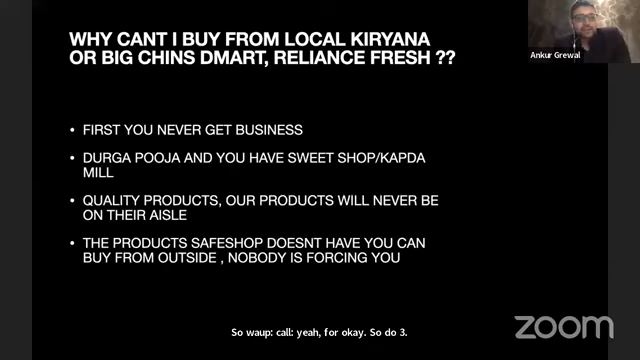 WHY CANT I BUY FROM LOCAL KIRYANA
OR BIG CHINS DMART, RELIANCE FRESH ??
Ankur Grewal
• FIRST YOU NEVER GET BUSINESS
• DURGA POOJA AND YOU HAVE SWEET SHOP/KAPDA
MILL
• QUALITY PRODUCTS, OUR PRODUCTS WILL NEVER BE
ON THEIR AISLE
• THE PRODUCTS SAFESHOP DOESNT HAVE YOU CAN
BUY FROM OUTSIDE , NOBODY IS FORCING YOU
zoom
So waup: call: yeah, for okay. So do 3.